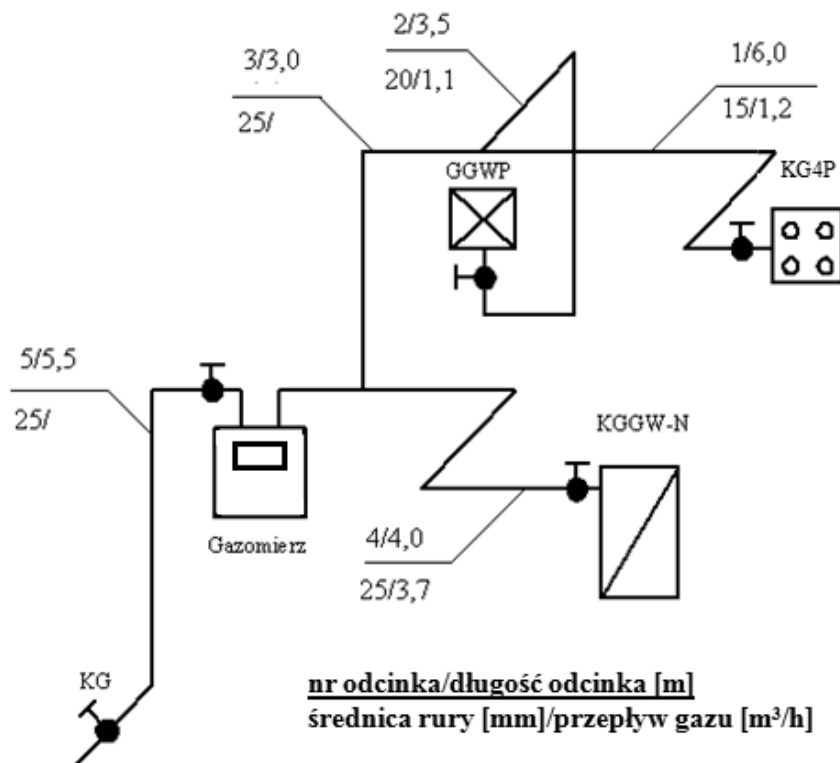 2/3,5
20/1,1
3/3,0
25/
1/6,0
15/1,2
GGWP
KG4P
5/5,5
25/
KGGW-N
Gazomierz
4/4,0
25/3,7
KG
nr odcinka/długość odcinka [m]
średnica rury [mm]/przepływ gazu [m³/h]